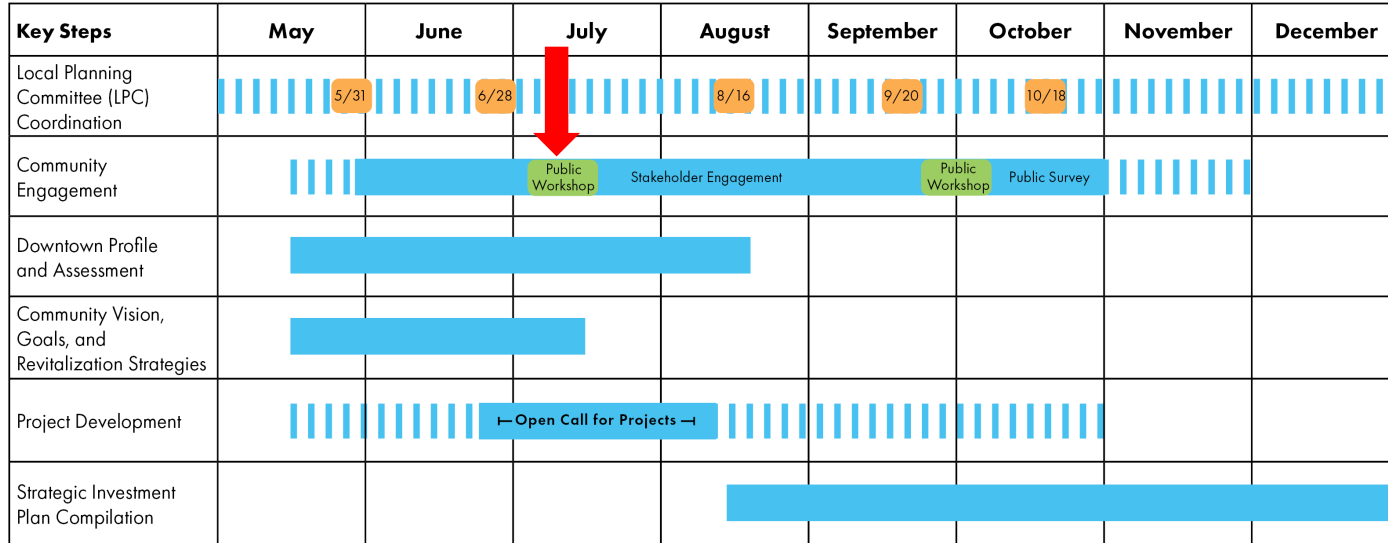 Key Steps May June July August September October November December
Local Planning
Committee (LPC)
Coordination
5/31 6/28 8/16 9/20 10/18
Community
Engagement
Public
Workshop
Stakeholder Engagement
Public
Workshop
Public Survey
Downtown Profile
and Assessment
Community Vision,
Goals, and
Revitalization Strategies
Project Development
Open Call for Projects
Strategic Investment
Plan Compilation